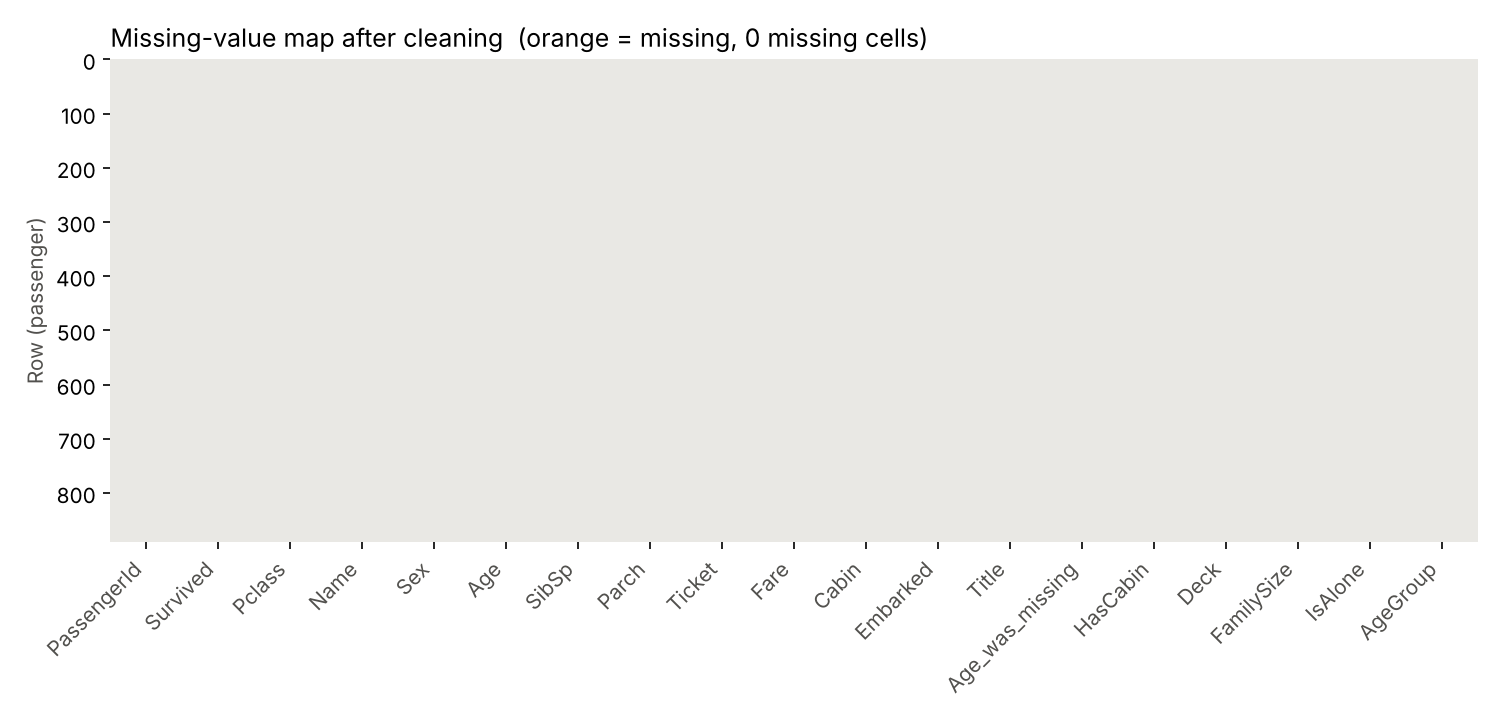 Missing-value map after cleaning  (orange = missing, 0 missing cells)
Row (passenger)
0
100
200
300
400
500
600
700
800
PassengerId
Survived
Pclass
Name
Sex
Age
SibSp
Parch
Ticket
Fare
Cabin
Embarked
Title
Age_was_missing
HasCabin
Deck
FamilySize
IsAlone
AgeGroup